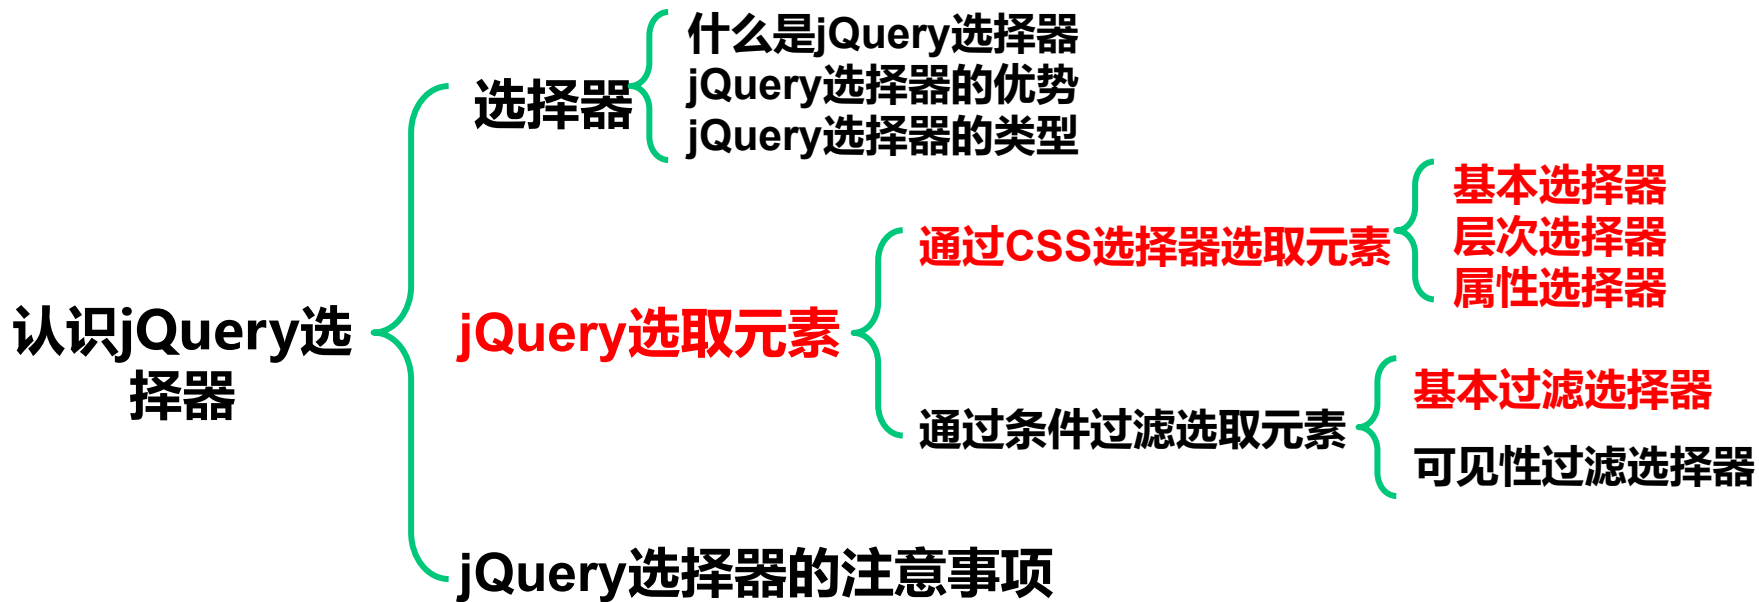 认识jQuery选
择器
选择器
什么是jQuery选择器
jQuery选择器的优势
jQuery选择器的类型
jQuery选取元素
通过CSS选择器选取元素
基本选择器
层次选择器
属性选择器
通过条件过滤选取元素
基本过滤选择器
可见性过滤选择器
jQuery选择器的注意事项